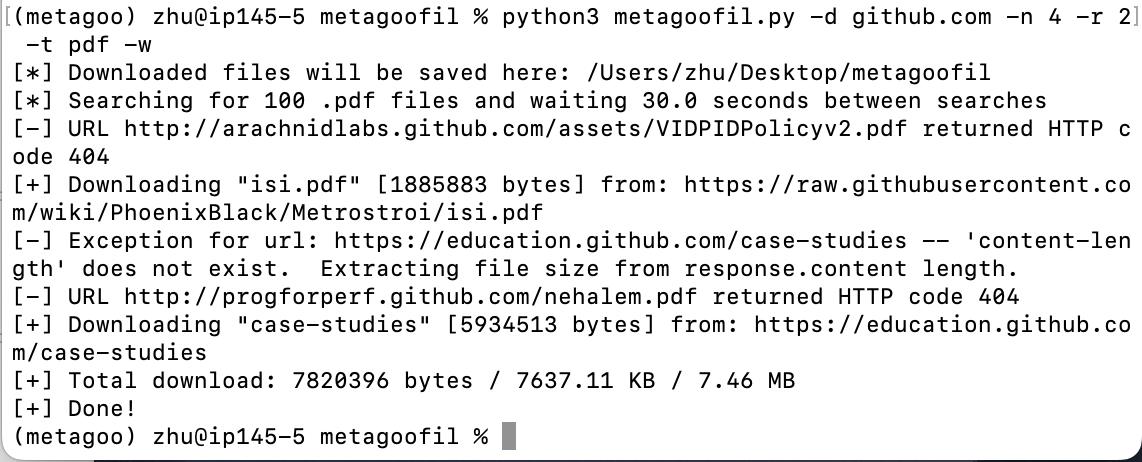 [(metagoo) zhu@ip145-5 metagoofil % python3 metagoofil.py -d github.com -n 4 -r 2]
 -t pdf -w
[*] Downloaded files will be saved here: /Users/zhu/Desktop/metagoofil
[*] Searching for 100 .pdf files and waiting 30.0 seconds between searches
[-] URL http://arachnidlabs.github.com/assets/VIDPIDPolicyv2.pdf returned HTTP c
ode 404
[+] Downloading "isi.pdf" [1885883 bytes] from: https://raw.githubusercontent.co
m/wiki/PhoenixBlack/Metrostroi/isi.pdf
[-] Exception for url: https://education.github.com/case-studies -- 'content-len
gth' does not exist.  Extracting file size from response.content length.
[-] URL http://progforperf.github.com/nehalem.pdf returned HTTP code 404
[+] Downloading "case-studies" [5934513 bytes] from: https://education.github.co
m/case-studies
[+] Total download: 7820396 bytes / 7637.11 KB / 7.46 MB
[+] Done!
(metagoo) zhu@ip145-5 metagoofil %